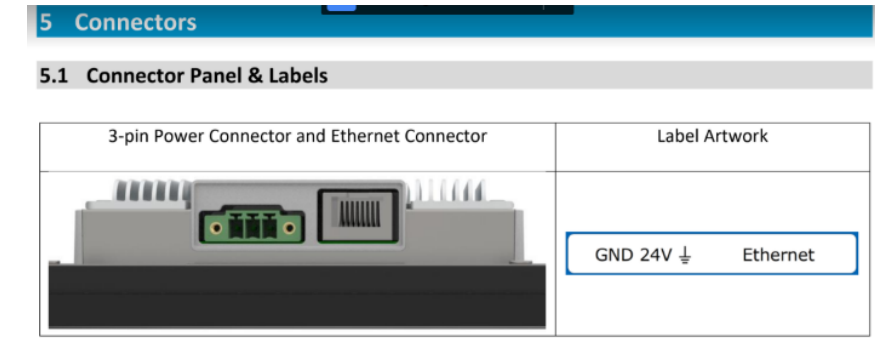 5 Connectors
5.1 Connector Panel & Labels
3-pin Power Connector and Ethernet Connector
Label Artwork
GND 24V ⏚ Ethernet